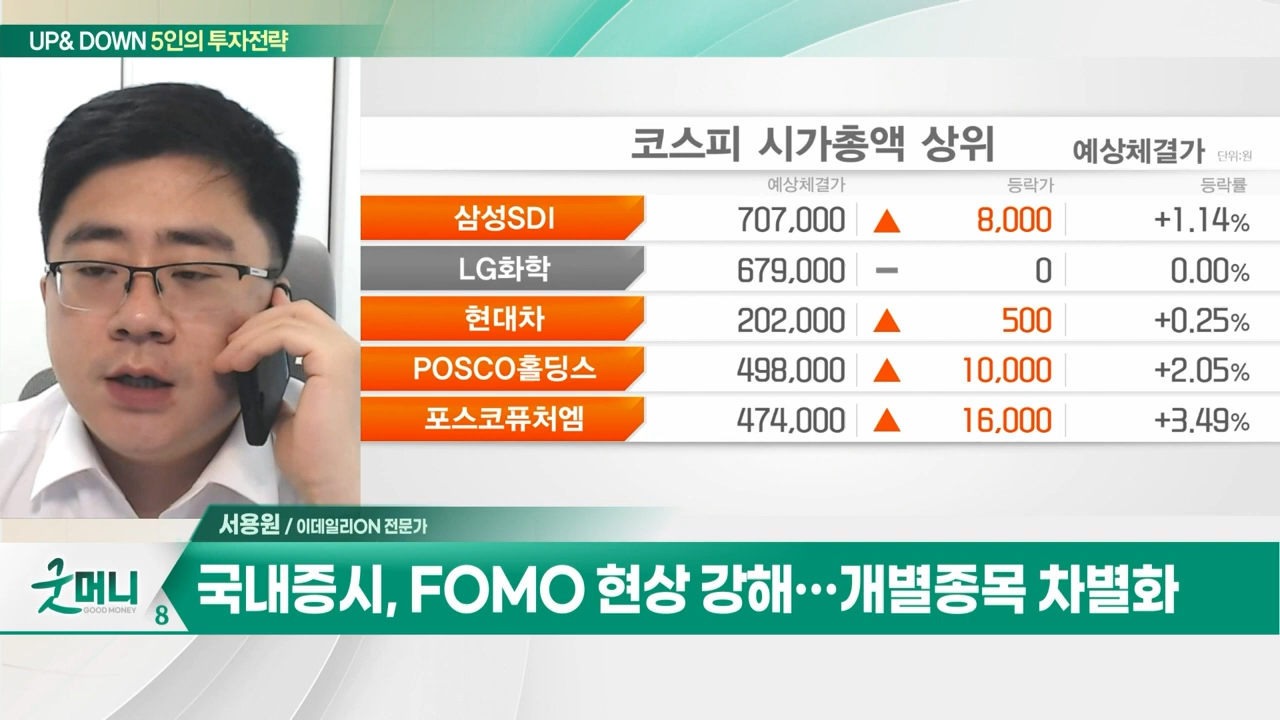 UP& DOWN 5인의 투자전략
코스피 시가총액 상위
예상체결가 단위:원
예상체결가 등락가 등락률
삼성SDI 707,000 ▲ 8,000 +1.14%
LG화학 679,000 - 0 0.00%
현대차 202,000 ▲ 500 +0.25%
POSCO홀딩스 498,000 ▲ 10,000 +2.05%
포스코퓨처엠 474,000 ▲ 16,000 +3.49%
서용원 / 이데일리ON 전문가
굿머니
GOOD MONEY
8
국내증시, FOMO 현상 강해…개별종목 차별화